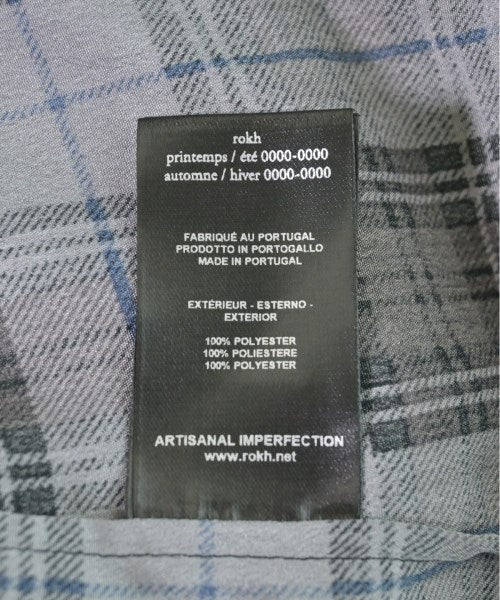 rokh
printemps / été 0000-0000
automne / hiver 0000-0000
FABRIQUÉ AU PORTUGAL
PRODOTTO IN PORTOGALLO
MADE IN PORTUGAL
EXTÉRIEUR - ESTERNO -
EXTERIOR
100% POLYESTER
100% POLIESTERE
100% POLYESTER
ARTISANAL IMPERFECTION
www.rokh.net